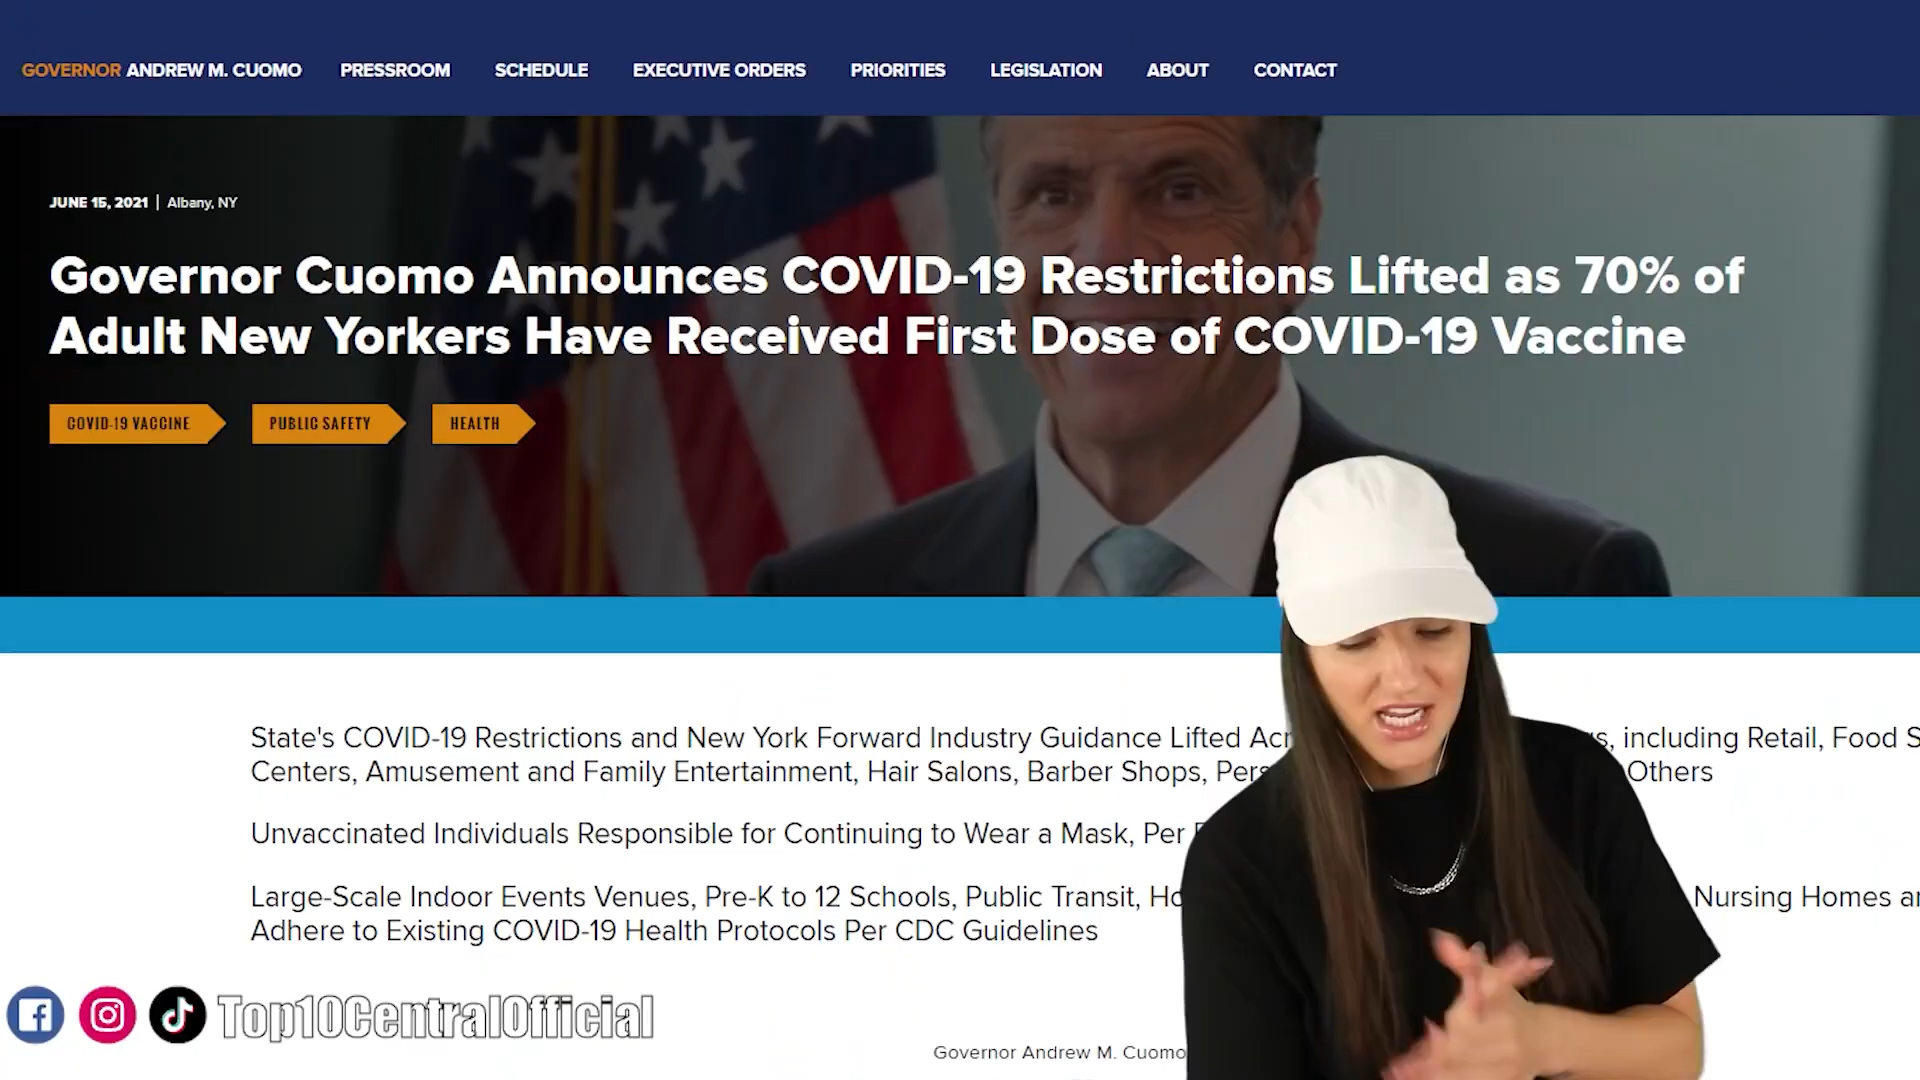 GOVERNOR ANDREW M. CUOMO PRESSROOM SCHEDULE EXECUTIVE ORDERS PRIORITIES LEGISLATION ABOUT CONTACT
JUNE 15, 2021 | Albany, NY
Governor Cuomo Announces COVID-19 Restrictions Lifted as 70% of
Adult New Yorkers Have Received First Dose of COVID-19 Vaccine
COVID-19 VACCINE PUBLIC SAFETY HEALTH
State's COVID-19 Restrictions and New York Forward Industry Guidance Lifted including Retail, Food
Centers, Amusement and Family Entertainment, Hair Salons, Barber Shops, Others
Unvaccinated Individuals Responsible for Continuing to Wear a Mask, Per
Large-Scale Indoor Events Venues, Pre-K to 12 Schools, Public Transit, Nursing Homes
Adhere to Existing COVID-19 Health Protocols Per CDC Guidelines
Top10CentralOfficial
Governor Andrew M. Cuomo